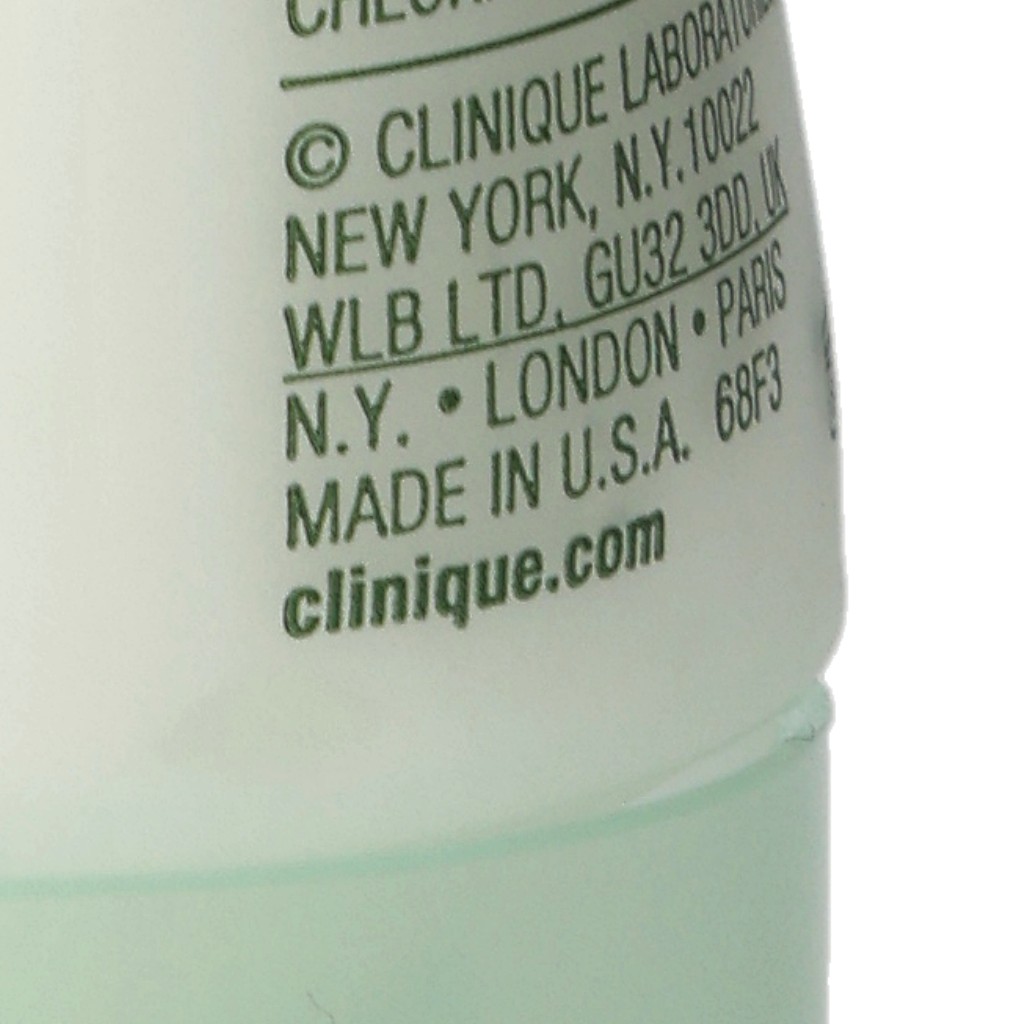 © CLINIQUE
NEW YORK, N.Y. 10022
WLB LTD. GU32 3DD, UK
N.Y. • LONDON • PARIS
MADE IN U.S.A. 68F3
clinique.com